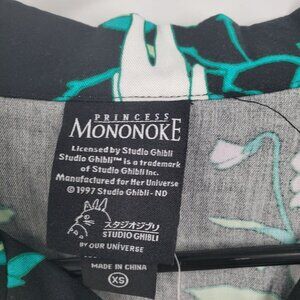 PRINCESS
MONONOKE
Licensed by Studio Ghibli
Studio Ghibli™ is a trademark
of Studio Ghibli Inc.
Manufactured for Her Universe
© 1997 Studio Ghibli - ND
スタジオジブリ
STUDIO GHIBLI
BY OUR UNIVERSE
MADE IN CHINA
XS